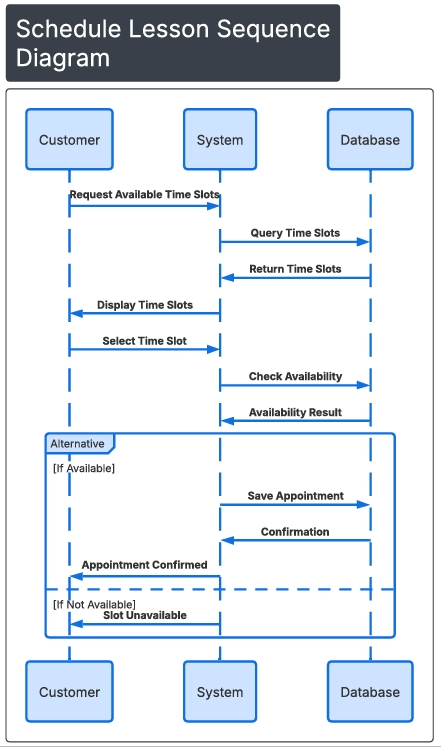 Schedule Lesson Sequence
Diagram
Customer
System
Database
Request Available Time Slots
Query Time Slots
Return Time Slots
Display Time Slots
Select Time Slot
Check Availability
Availability Result
Alternative
[If Available]
Save Appointment
Confirmation
Appointment Confirmed
[If Not Available]
Slot Unavailable
Customer
System
Database